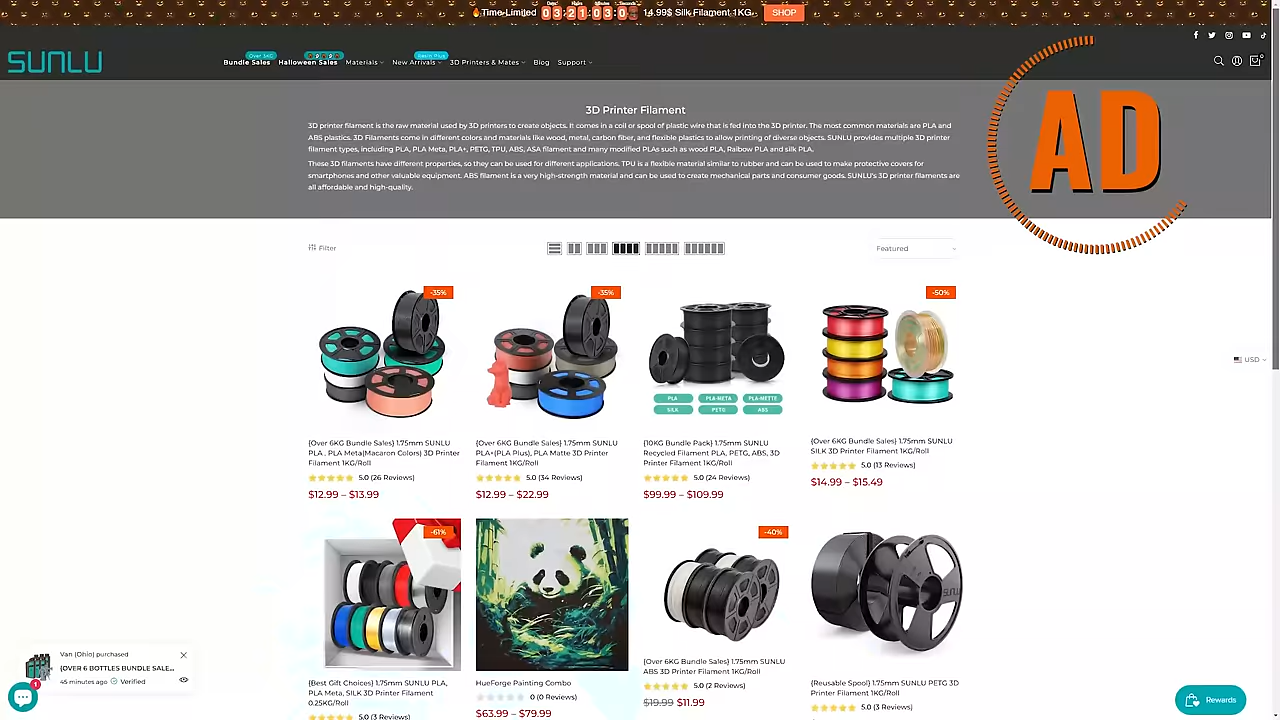 Time-Limited
03 21 03 0
14.99$ Silk Filament 1KG
SHOP
SUNLU
Over 5KG
Resin Plus
Bundle Sales
Halloween Sales
Materials
New Arrivals
3D Printers & Mates
Blog
Support
0
AD
3D Printer Filament
3D printer filament is the raw material used by 3D printers to create objects. It comes in a coil or spool of plastic wire that is fed into the 3D printer. The most common materials are PLA and
ABS plastics. 3D Filaments come in different colors and materials like wood, metal, carbon fiber, and flexible plastics to allow printing of diverse objects. SUNLU provides multiple 3D printer
filament types, including PLA, PLA Meta, PLA+, PETG, TPU, ABS, ASA filament and many modified PLAs such as wood PLA, Raibow PLA and silk PLA.
These 3D filaments have different properties, so they can be used for different applications. TPU is a flexible material similar to rubber and can be used to make protective covers for
smartphones and other valuable equipment. ABS filament is a very high-strength material and can be used to create mechanical parts and consumer goods. SUNLU's 3D printer filaments are
all affordable and high-quality.
Filter
Featured
USD
-35%
-35%
-50%
PLA
PLA-META
PLA-METTE
SILK
PETG
ABS
{Over 6KG Bundle Sales} 1.75mm SUNLU
PLA , PLA Meta(Macaron Colors) 3D Printer
Filament 1KG/Roll
5.0 (26 Reviews)
$12.99 – $13.99
{Over 6KG Bundle Sales} 1.75mm SUNLU
PLA+(PLA Plus), PLA Matte 3D Printer
Filament 1KG/Roll
5.0 (34 Reviews)
$12.99 – $22.99
{10KG Bundle Pack} 1.75mm SUNLU
Recycled Filament PLA, PETG, ABS, 3D
Printer Filament 1KG/Roll
5.0 (24 Reviews)
$99.99 – $109.99
{Over 6KG Bundle Sales} 1.75mm SUNLU
SILK 3D Printer Filament 1KG/Roll
5.0 (13 Reviews)
$14.99 – $15.49
-61%
-40%
SUNLU
{Best Gift Choices} 1.75mm SUNLU PLA,
PLA Meta, SILK 3D Printer Filament
0.25KG/Roll
5.0 (3 Reviews)
HueForge Painting Combo
0 (0 Reviews)
$63.99 – $79.99
{Over 6KG Bundle Sales} 1.75mm SUNLU
ABS 3D Printer Filament 1KG/Roll
5.0 (2 Reviews)
$19.99 $11.99
{Reusable Spool} 1.75mm SUNLU PETG 3D
Printer Filament 1KG/Roll
5.0 (3 Reviews)
Van (Ohio) purchased
{OVER 6 BOTTLES BUNDLE SALE...
45 minutes ago
Verified
1
Rewards